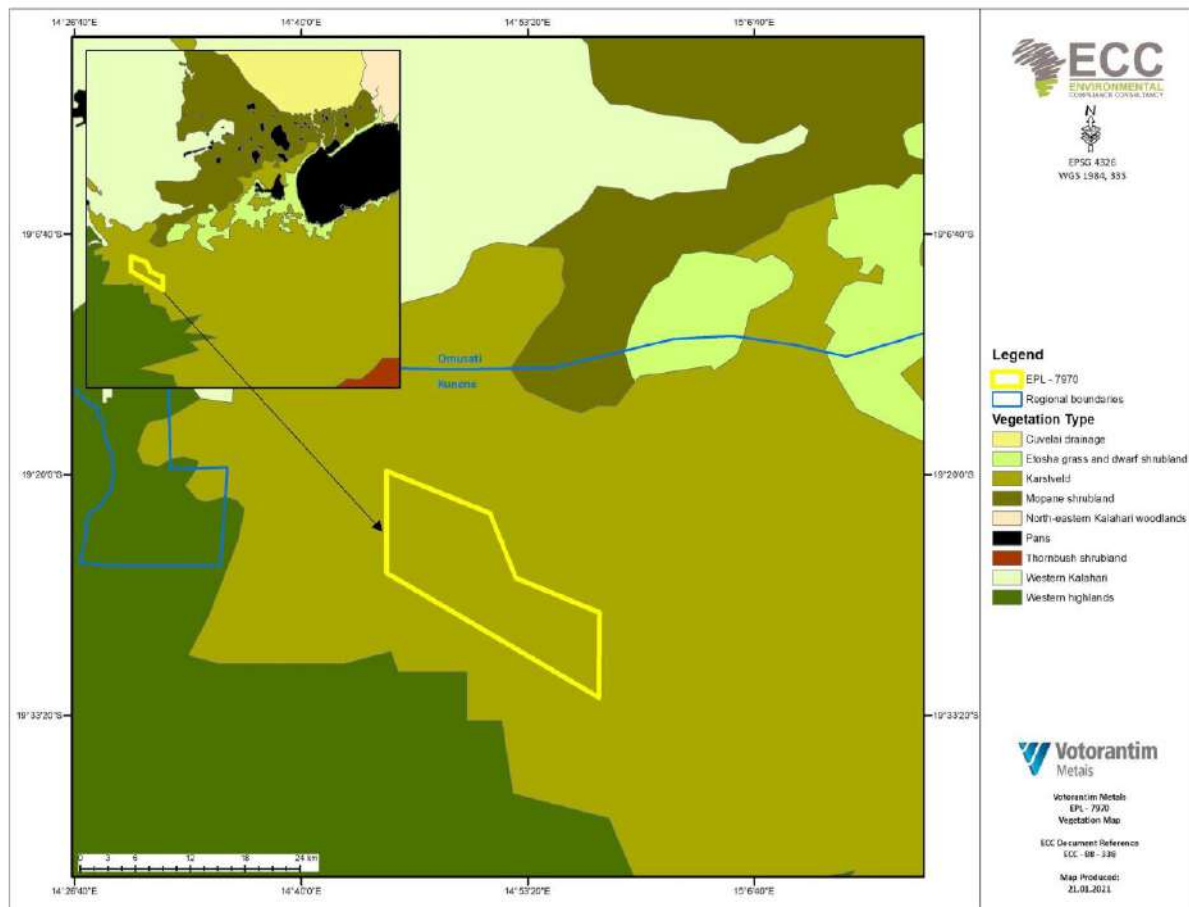 14°26'40"E
14°40'0"E
14°53'20"E
15°6'40"E
19°6'40"S
19°6'40"S
Omusati
Kunene
19°20'0"S
19°20'0"S
19°33'20"S
19°33'20"S
0 3 6 12 18 24 km
14°26'40"E
14°40'0"E
14°53'20"E
15°6'40"E
ECC
ENVIRONMENTAL
COMPLIANCE CONSULTANCY
N
EPSG 4326
WGS 1984, 33S
Legend
EPL - 7970
Regional boundaries
Vegetation Type
Cuvelai drainage
Etosha grass and dwarf shrubland
Karstveld
Mopane shrubland
North-eastern Kalahari woodlands
Pans
Thornbush shrubland
Western Kalahari
Western highlands
Votorantim
Metais
Votorantim Metals
EPL - 7970
Vegetation Map
ECC Document Reference
Map Produced:
21.01.2021